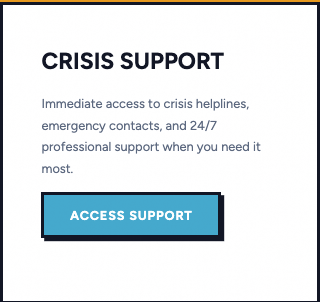 CRISIS SUPPORT
Immediate access to crisis helplines,
emergency contacts, and 24/7
professional support when you need it
most.
ACCESS SUPPORT